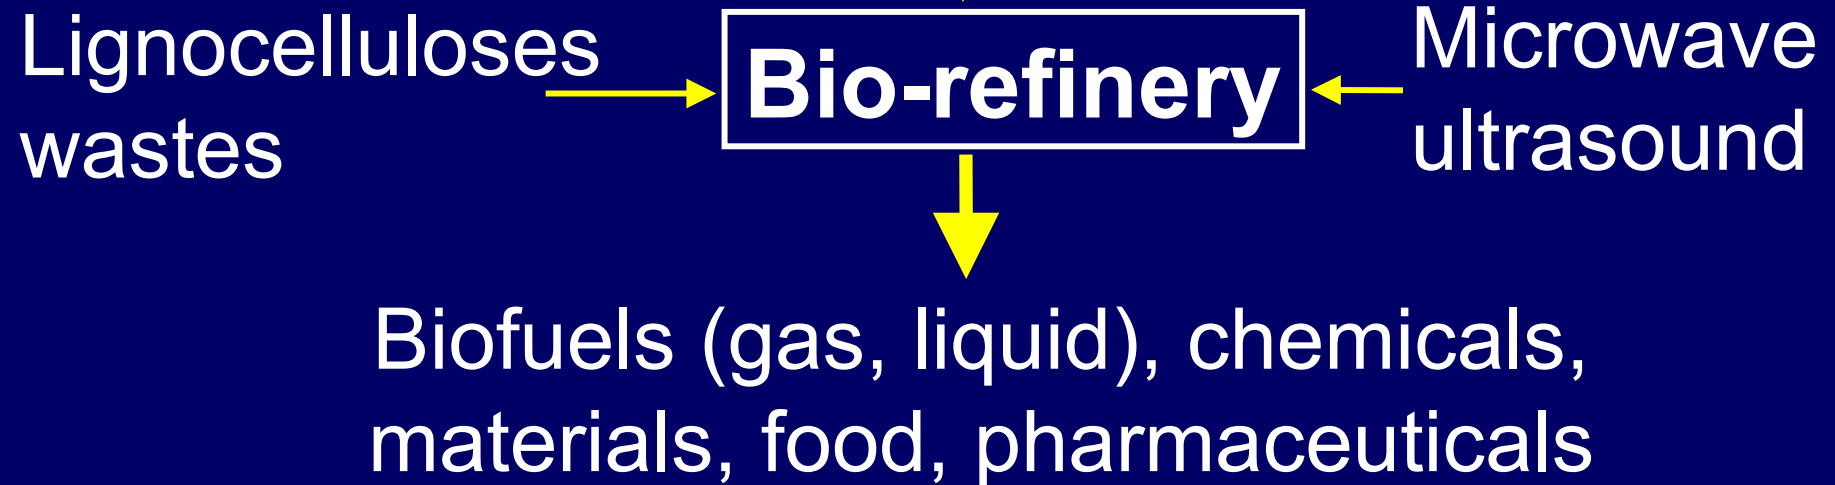 Lignocelluloses
wastes
Bio-refinery
Microwave
ultrasound
Biofuels (gas, liquid), chemicals,
materials, food, pharmaceuticals